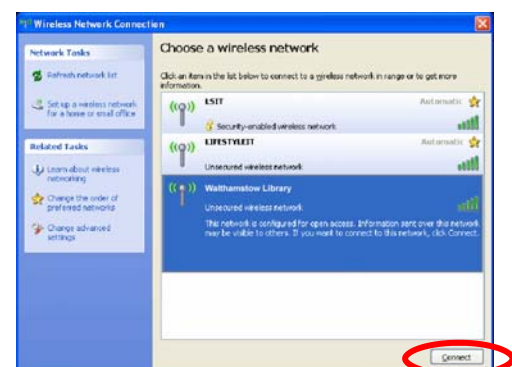 Wireless Network Connection
Network Tasks
Refresh network list
Set up a wireless network
for a home or small office
Related Tasks
Learn about wireless
networking
Change the order of
preferred networks
Change advanced
settings
Choose a wireless network
Click an item in the list below to connect to a wireless network in range or to get more
information.
LSIT
Automatic
Security-enabled wireless network
LIFESTYLEIT
Automatic
Unsecured wireless network
Walthamstow Library
Unsecured wireless network
This network is configured for open access. Information sent over this network
may be visible to others. If you want to connect to this network, click Connect.
Connect